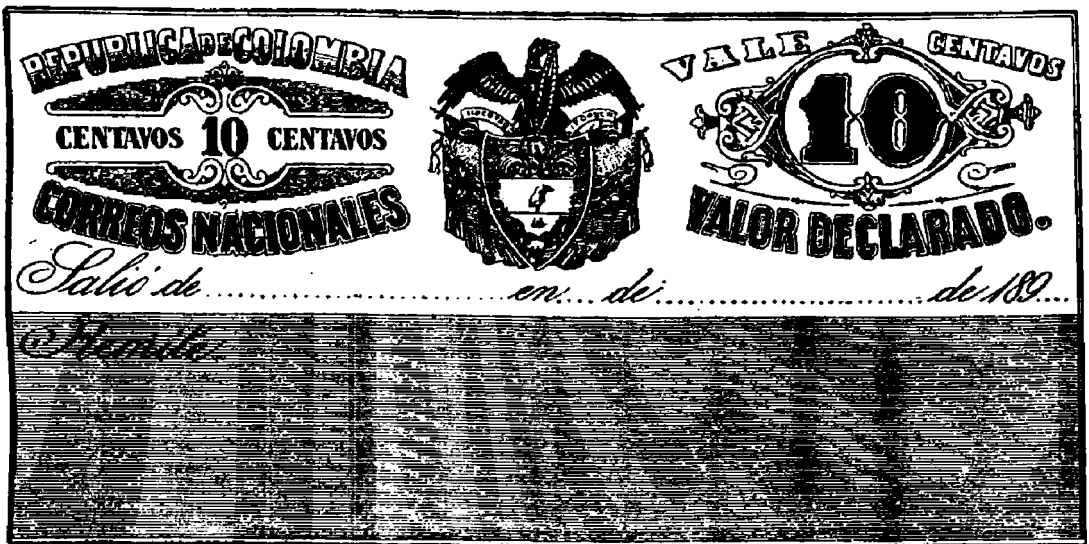 REPUBLICA DE COLOMBIA
CENTAVOS 10 CENTAVOS
CORREOS NACIONALES
VALE 10 CENTAVOS
VALOR DECLARADO.
Salió de ........ en ... de ........ de 189...
Remite